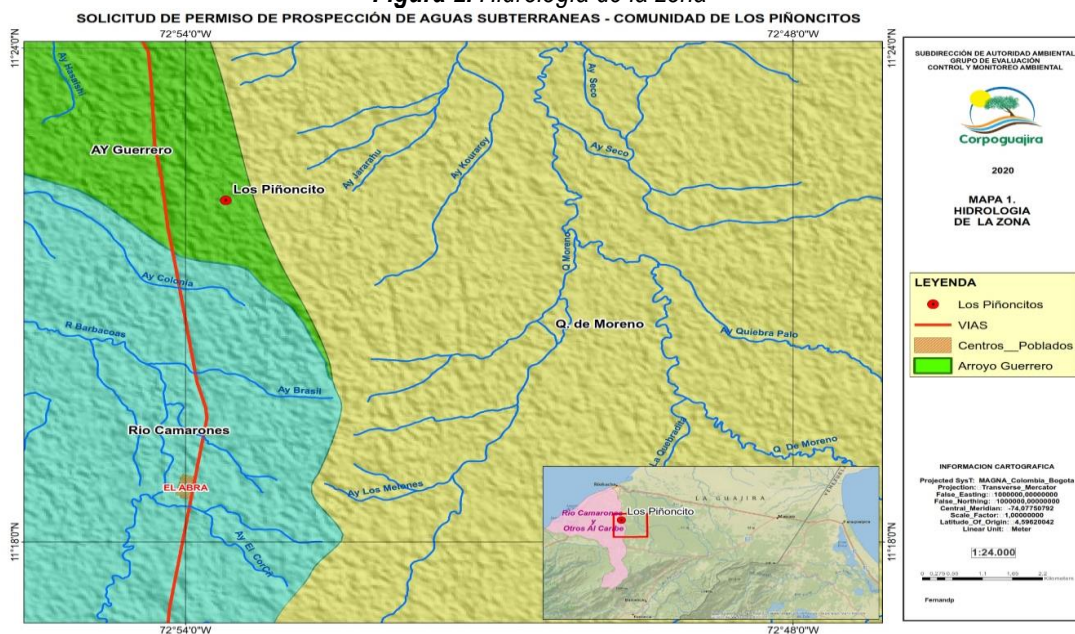 Figura 1. Hidrología de la zona
SOLICITUD DE PERMISO DE PROSPECCIÓN DE AGUAS SUBTERRANEAS - COMUNIDAD DE LOS PIÑONCITOS
72°54'0"W
72°48'0"W
11°24'0"N
11°24'0"N
AY Guerrero
Los Piñoncito
Ay Jararahu
Ay Kouraroy
Ay Seco
Ay Seco
Q Moreno
Q. de Moreno
Ay Quiebra Palo
Ay Colonia
R Barbacoas
Ay Brasil
Rio Camarones
EL ABRA
Ay Los Melones
La Quebradita
Q De Moreno
11°18'0"N
11°18'0"N
72°54'0"W
72°48'0"W
LA GUAJIRA
Los Piñoncito
Rio Camarones
y
Otros Al Caribe
VENEZUELA
SUBDIRECCIÓN DE AUTORIDAD AMBIENTAL
GRUPO DE EVALUACIÓN
CONTROL Y MONITOREO AMBIENTAL
Corpoguajira
2020
MAPA 1.
HIDROLOGIA
DE LA ZONA
LEYENDA
Los Piñoncitos
VIAS
Centros__Poblados
Arroyo Guerrero
INFORMACION CARTOGRAFICA
Projected SysT: MAGNA_Colombia_Bogota
Projection: Transverse_Mercator
False_Easting: 1000000,00000000
False_Northing: 1000000,00000000
Central_Meridian: -74,07750792
Scale_Factor: 1,00000000
Latitude_Of_Origin: 4,59620042
Linear Unit: Meter
1:24.000
Kilometers
Fernandp